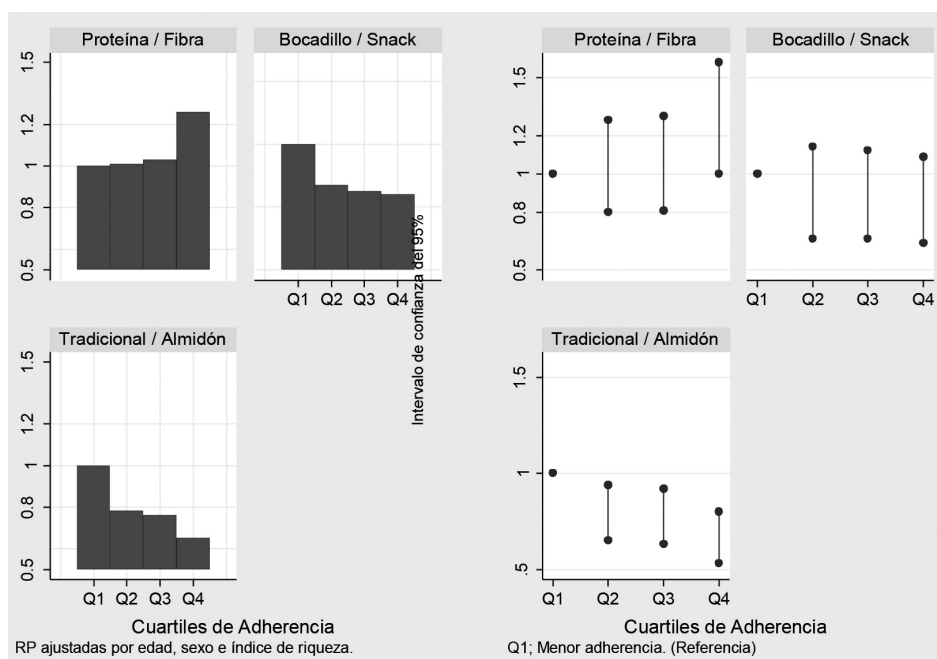 Proteína / Fibra
Bocadillo / Snack
1.5
1.2
1
0.8
0.5
Q1 Q2 Q3 Q4
Tradicional / Almidón
1.5
1.2
1
0.8
0.5
Q1 Q2 Q3 Q4
Cuartiles de Adherencia
RP ajustadas por edad, sexo e índice de riqueza.
Intervalo de confianza del 95%
Proteína / Fibra
Bocadillo / Snack
1.5
1.2
1
0.8
0.5
Q1 Q2 Q3 Q4
Tradicional / Almidón
1.5
1
.5
Q1 Q2 Q3 Q4
Cuartiles de Adherencia
Q1; Menor adherencia. (Referencia)